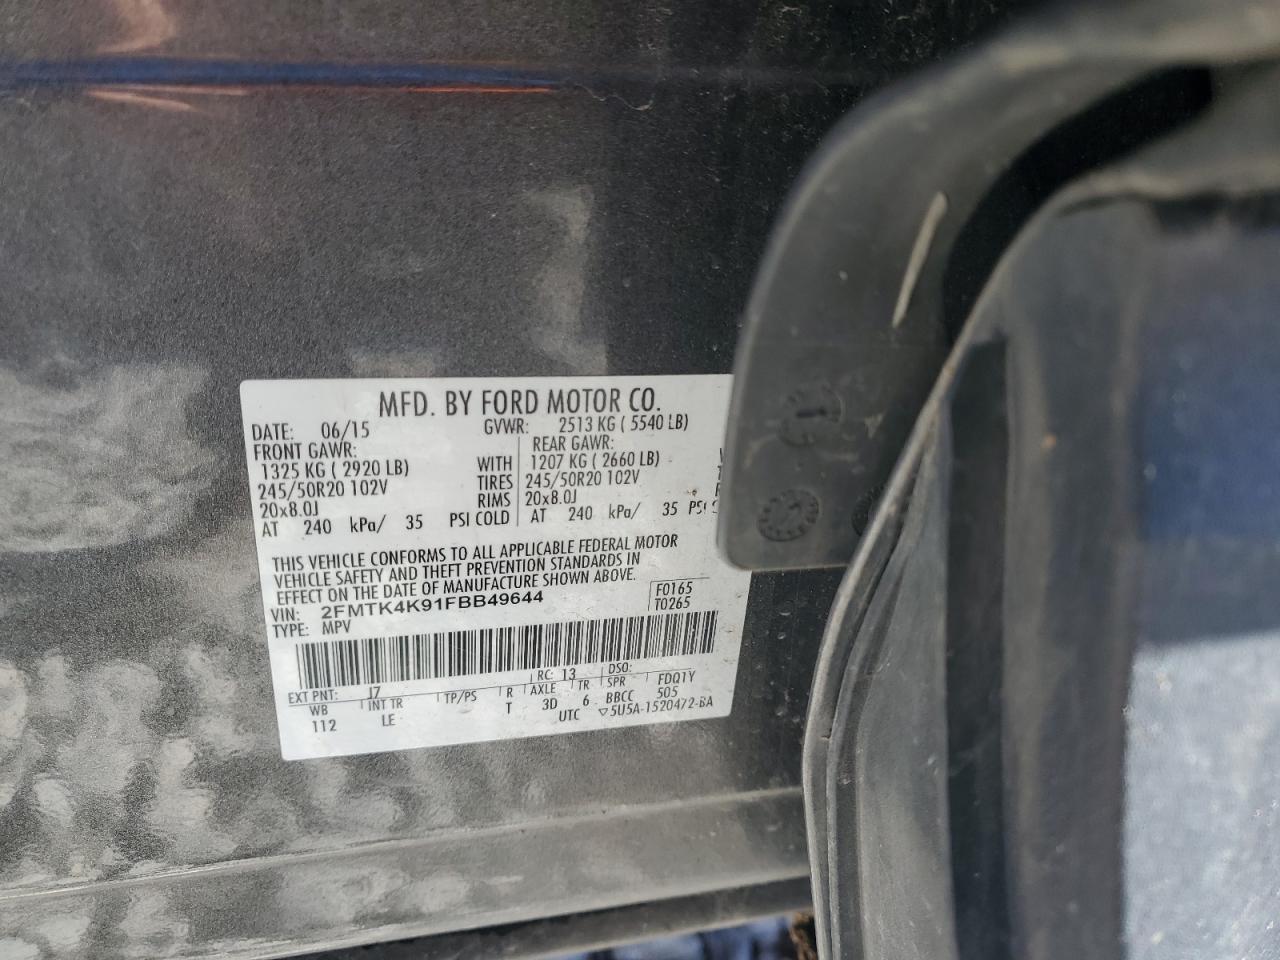 MFD. BY FORD MOTOR CO.
DATE: 06/15 GVWR: 2513 KG ( 5540 LB)
FRONT GAWR: REAR GAWR:
1325 KG ( 2920 LB) WITH 1207 KG ( 2660 LB)
245/50R20 102V TIRES 245/50R20 102V
20x8.0J RIMS 20x8.0J
AT 240 kPa/ 35 PSI COLD AT 240 kPa/ 35 PSI
THIS VEHICLE CONFORMS TO ALL APPLICABLE FEDERAL MOTOR
VEHICLE SAFETY AND THEFT PREVENTION STANDARDS IN
EFFECT ON THE DATE OF MANUFACTURE SHOWN ABOVE.
VIN: 2FMTK4K91FBB49644 F0165
TYPE: MPV T0265
EXT PNT: J7 RC: 13 DSO:
WB INT TR TP/PS R AXLE TR SPR FDQ1Y
112 LE T 3D 6 BBCC 505
UTC ▽5U5A-1520472-BA